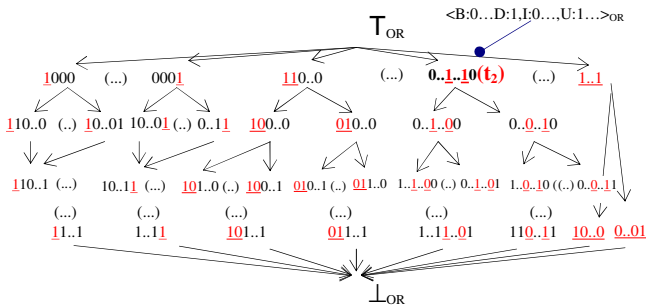 <B:0…D:1,I:0…,U:1…>OR
TOR
1000 (...) 0001 110..0 (...) 0..1..10(t2) (...) 1..1
110..0 (..) 10..01 10..01 (..) 0..11 100..0 010..0 0..1..00 0..0..10
110..1 (... 10..11 (... 101..0 (..) 100..1 010..1 (..) 011..0 1..1..00 (..) 0..1..01 1..0..10 ((..) 0..0..11
(...) (...) (...) (...) (...) (...)
11..1 1..11 101..1 011..1 1..11..01 110..11 10..0 0..01
⊥OR